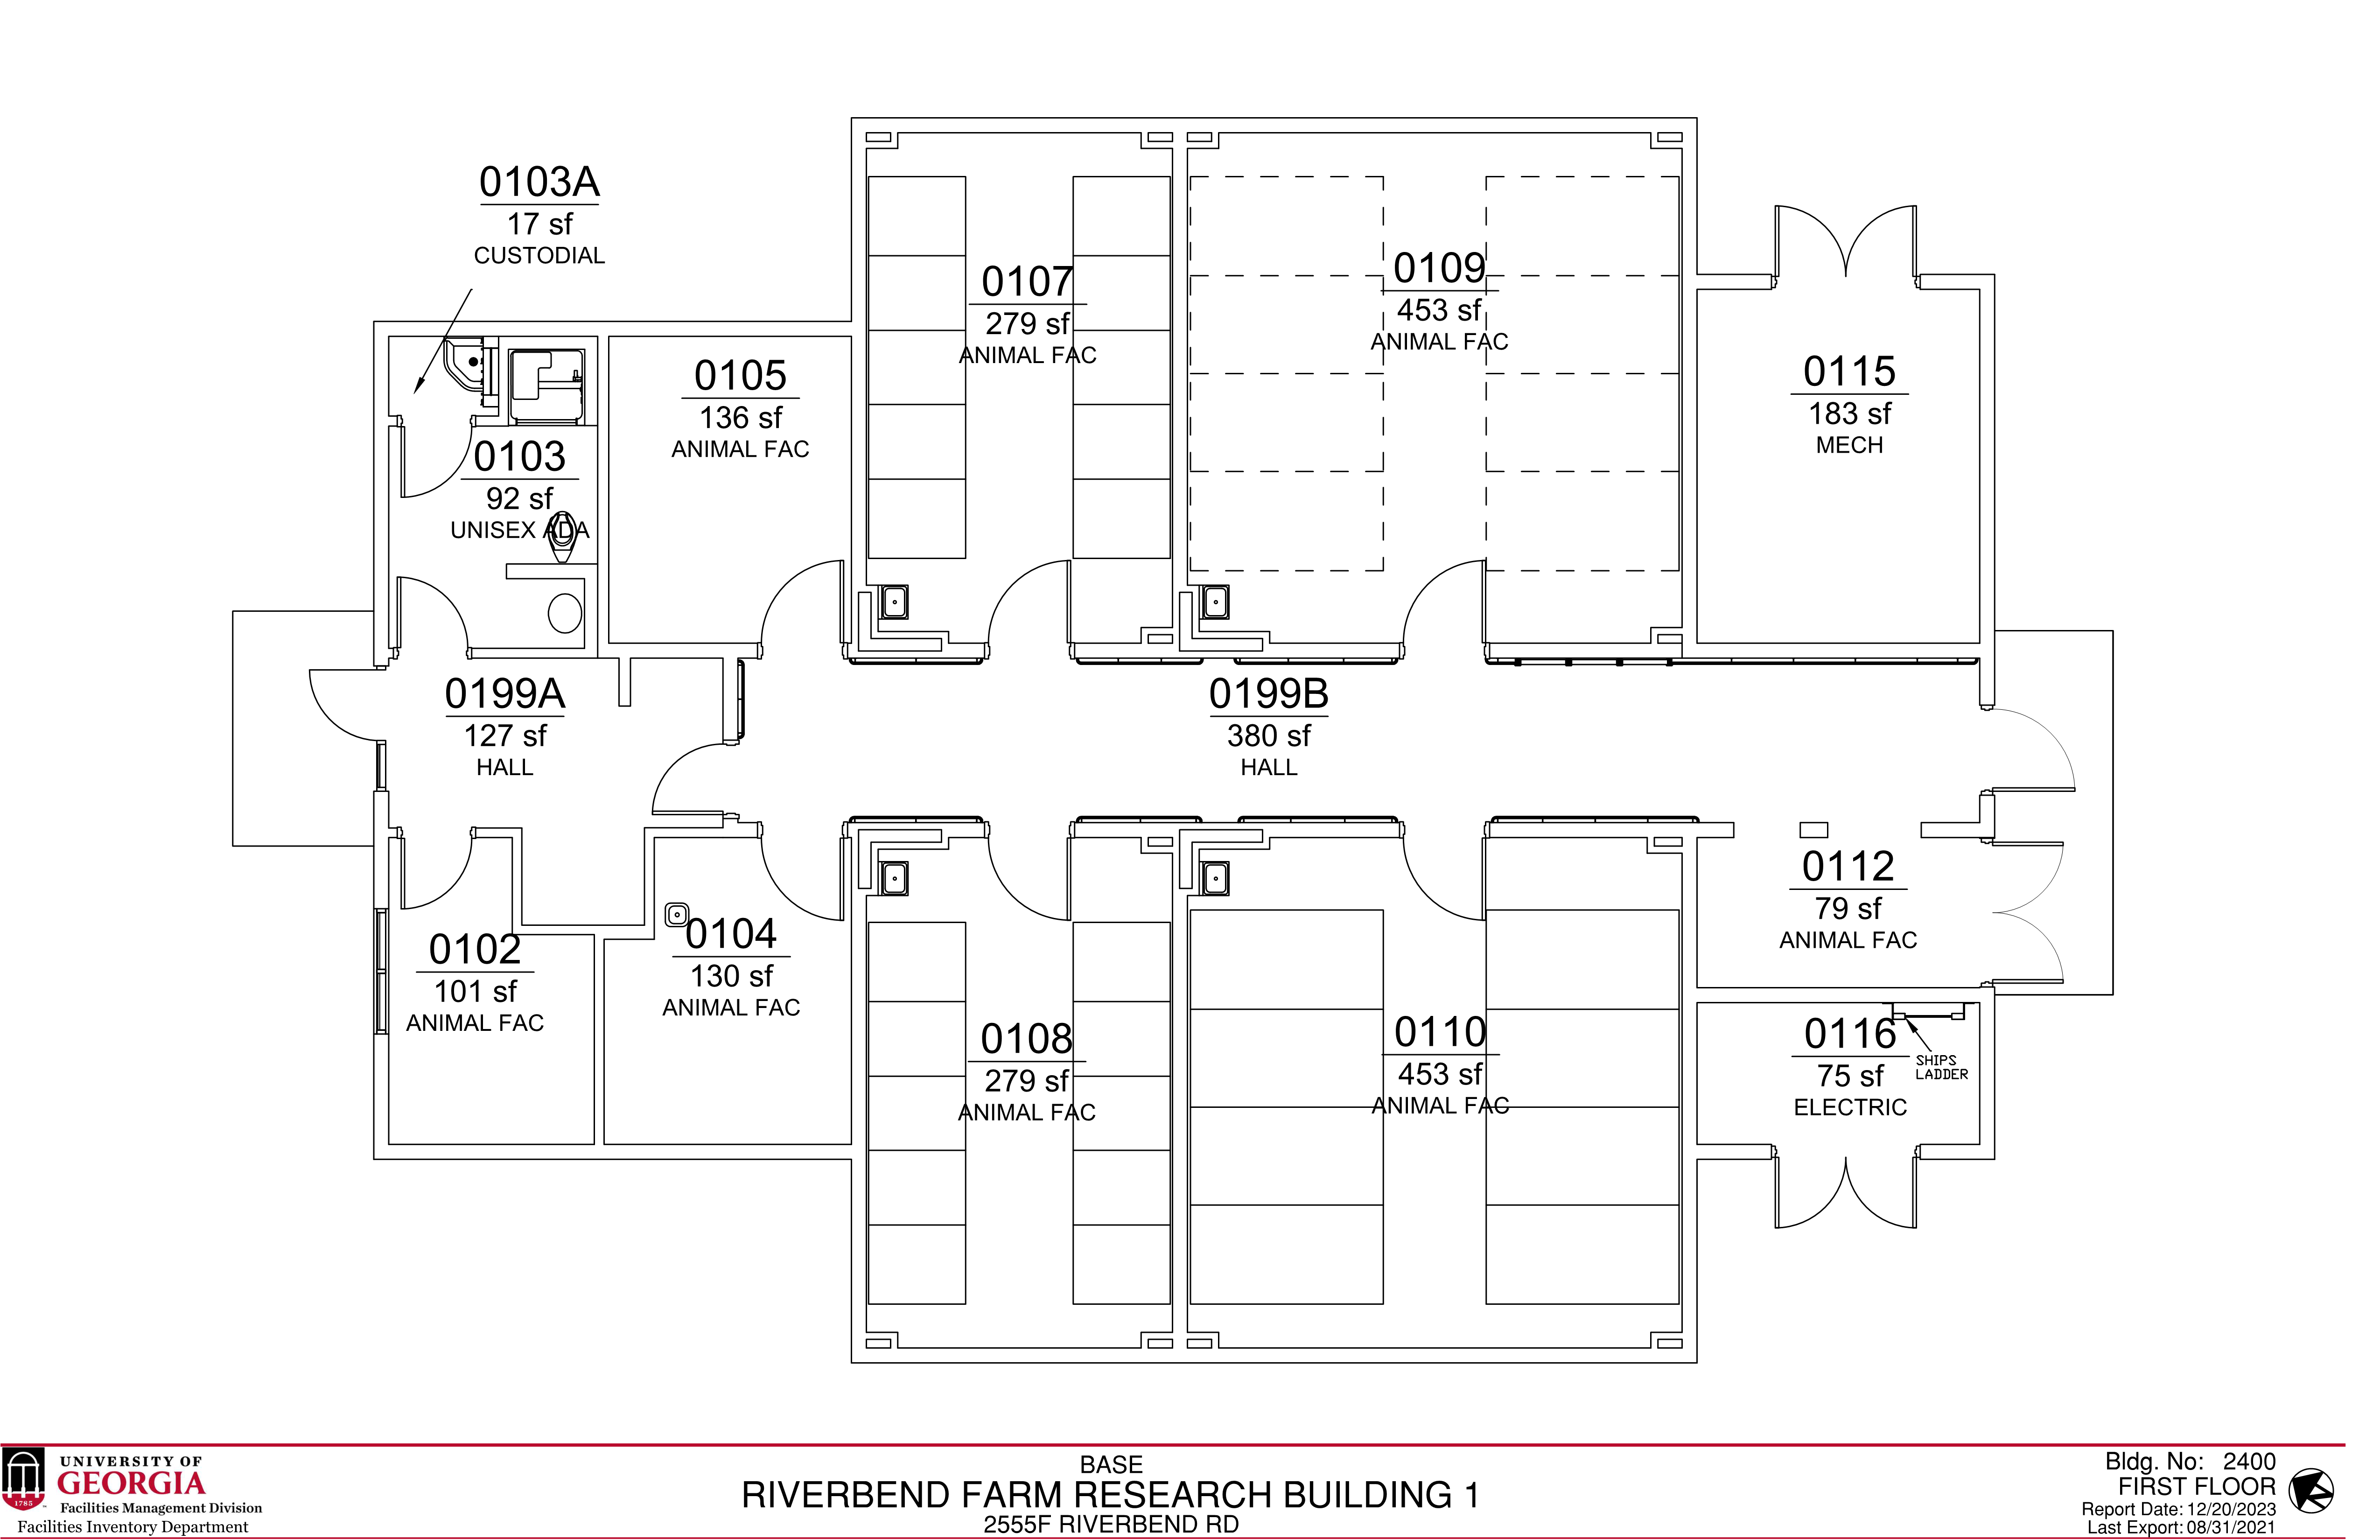 0103A
17 sf
CUSTODIAL
0107
279 sf
ANIMAL FAC
0109
453 sf
ANIMAL FAC
0105
136 sf
ANIMAL FAC
0115
183 sf
MECH
0103
92 sf
UNISEX ADA
0199A
127 sf
HALL
0199B
380 sf
HALL
0112
79 sf
ANIMAL FAC
0102
101 sf
ANIMAL FAC
0104
130 sf
ANIMAL FAC
0108
279 sf
ANIMAL FAC
0110
453 sf
ANIMAL FAC
0116
75 sf
ELECTRIC
SHIPS
LADDER
1785
UNIVERSITY OF
GEORGIA
Facilities Management Division
Facilities Inventory Department
BASE
RIVERBEND FARM RESEARCH BUILDING 1
2555F RIVERBEND RD
Bldg. No: 2400
FIRST FLOOR
Report Date: 12/20/2023
Last Export: 08/31/2021